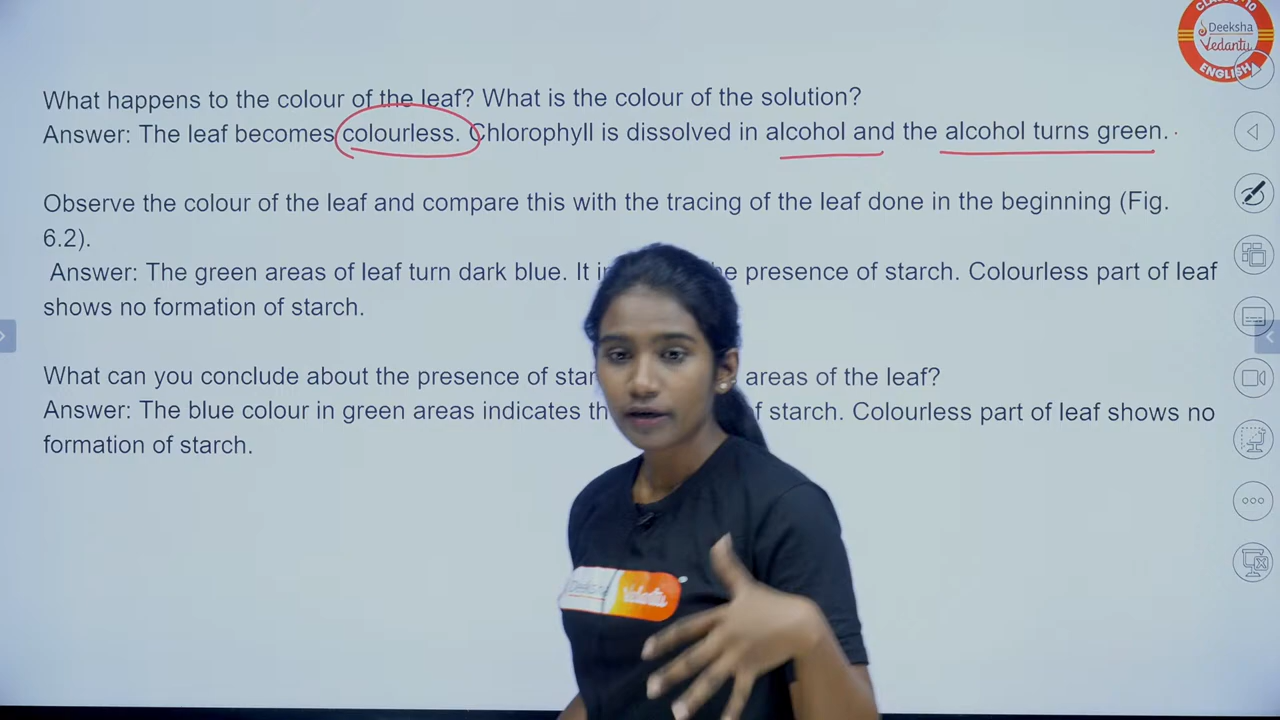 CLASS 6-10
Deeksha
Vedantu
ENGLISH
What happens to the colour of the leaf? What is the colour of the solution?
Answer: The leaf becomes colourless. Chlorophyll is dissolved in alcohol and the alcohol turns green.
Observe the colour of the leaf and compare this with the tracing of the leaf done in the beginning (Fig.
6.2).
Answer: The green areas of leaf turn dark blue. It presence of starch. Colourless part of leaf
shows no formation of starch.
What can you conclude about the presence of areas of the leaf?
Answer: The blue colour in green areas indicates starch. Colourless part of leaf shows no
formation of starch.
Deeksha Vedantu